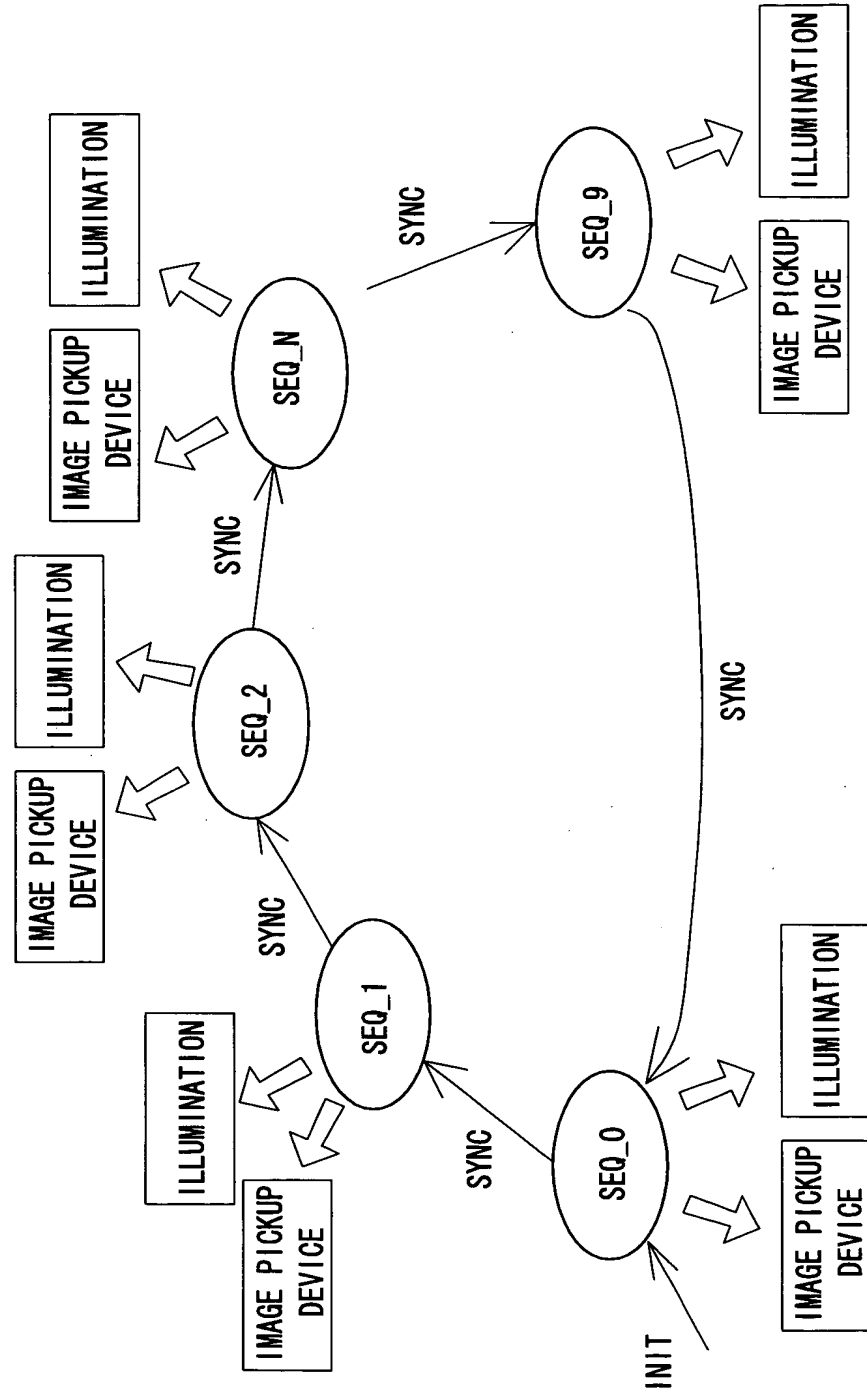 IMAGE PICKUP
DEVICE
ILLUMINATION
IMAGE PICKUP
DEVICE
ILLUMINATION
ILLUMINATION
IMAGE PICKUP
DEVICE
SEQ_2
SYNC
SEQ_N
SYNC
SEQ_1
SYNC
SYNC
SEQ_0
SEQ_9
INIT
SYNC
IMAGE PICKUP
DEVICE
ILLUMINATION
IMAGE PICKUP
DEVICE
ILLUMINATION